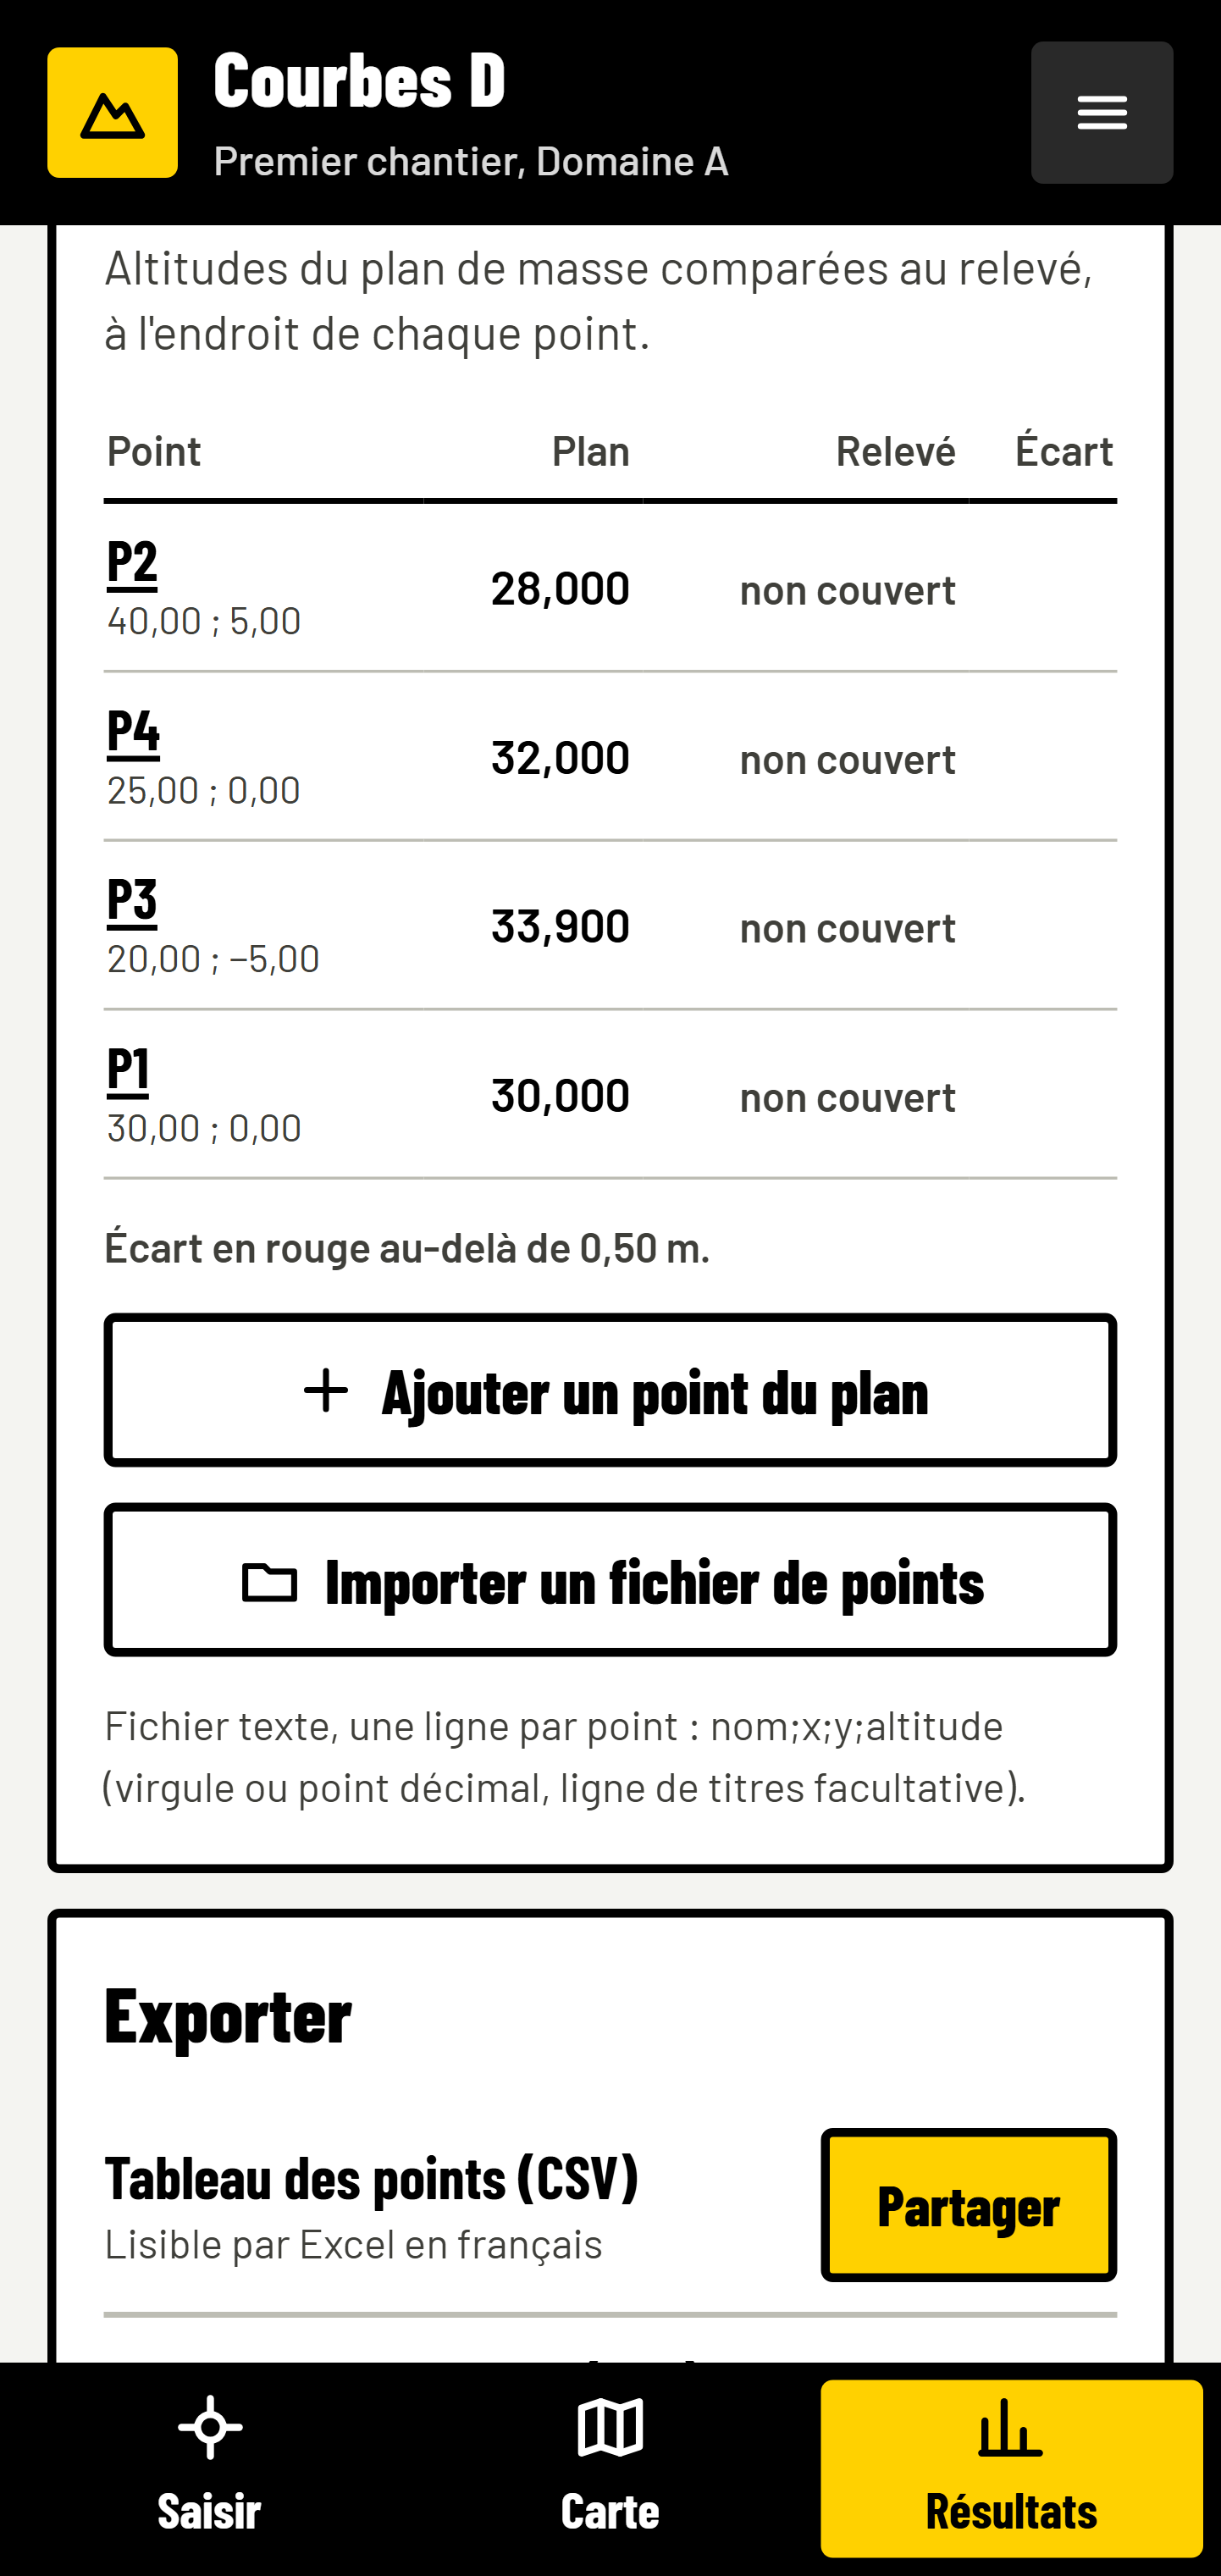 Courbes D
Premier chantier, Domaine A
Altitudes du plan de masse comparées au relevé,
à l'endroit de chaque point.
Point Plan Relevé Écart
P2
40,00 ; 5,00
28,000 non couvert
P4
25,00 ; 0,00
32,000 non couvert
P3
20,00 ; −5,00
33,900 non couvert
P1
30,00 ; 0,00
30,000 non couvert
Écart en rouge au-delà de 0,50 m.
Ajouter un point du plan
Importer un fichier de points
Fichier texte, une ligne par point : nom;x;y;altitude
(virgule ou point décimal, ligne de titres facultative).
Exporter
Tableau des points (CSV)
Lisible par Excel en français
Partager
Saisir Carte Résultats